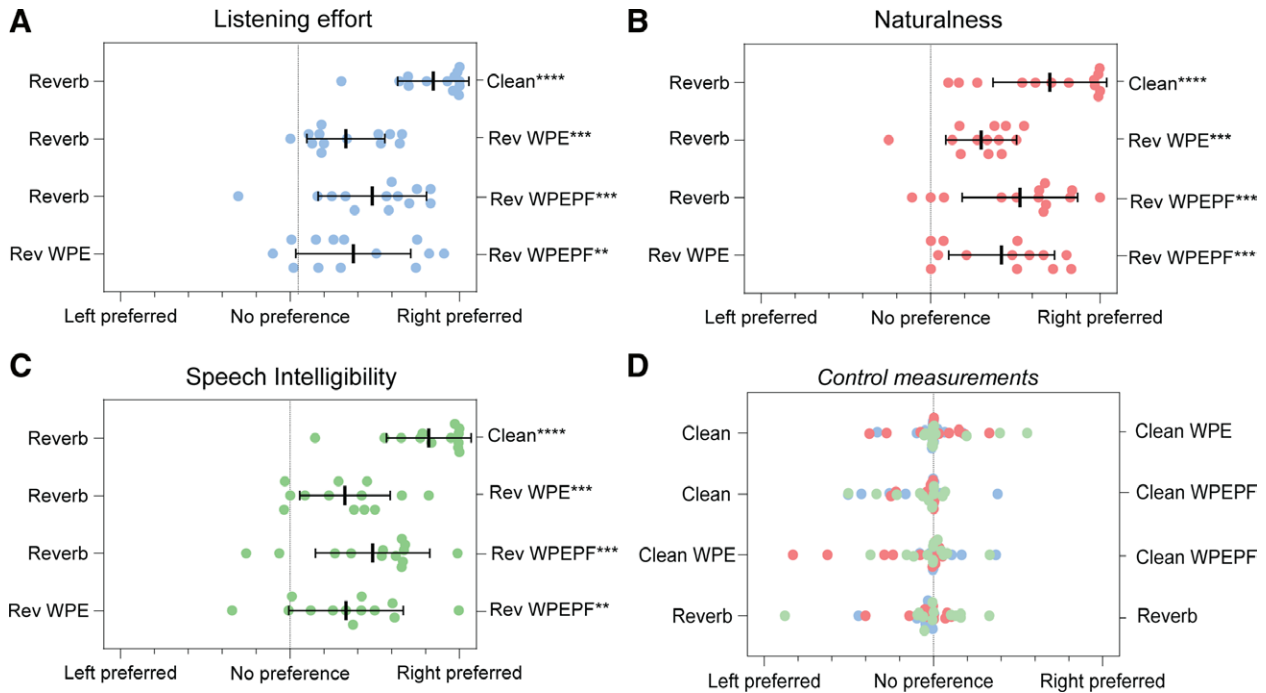 A
Listening effort
Reverb Clean****
Reverb Rev WPE***
Reverb Rev WPEPF***
Rev WPE Rev WPEPF**
Left preferred No preference Right preferred
B
Naturalness
Reverb Clean****
Reverb Rev WPE***
Reverb Rev WPEPF***
Rev WPE Rev WPEPF***
Left preferred No preference Right preferred
C
Speech Intelligibility
Reverb Clean****
Reverb Rev WPE***
Reverb Rev WPEPF***
Rev WPE Rev WPEPF**
Left preferred No preference Right preferred
D
Control measurements
Clean Clean WPE
Clean Clean WPEPF
Clean WPE Clean WPEPF
Reverb Reverb
Left preferred No preference Right preferred